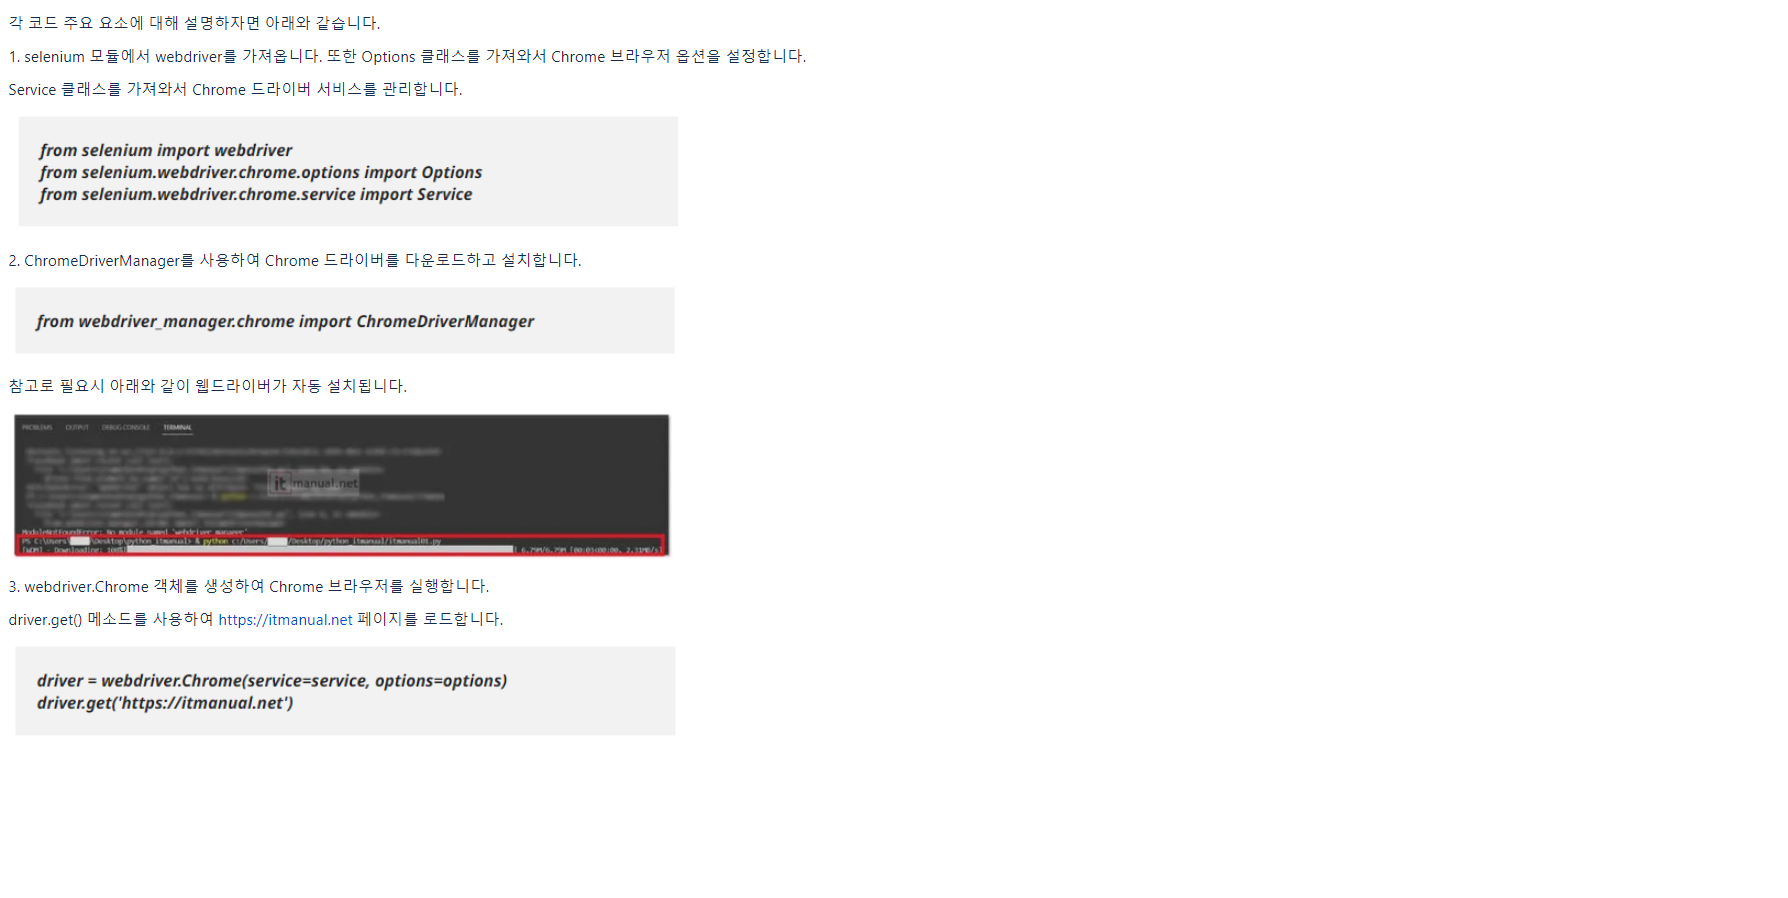 각 코드 주요 요소에 대해 설명하자면 아래와 같습니다.
1. selenium 모듈에서 webdriver를 가져옵니다. 또한 Options 클래스를 가져와서 Chrome 브라우저 옵션을 설정합니다.
Service 클래스를 가져와서 Chrome 드라이버 서비스를 관리합니다.
from selenium import webdriver
from selenium.webdriver.chrome.options import Options
from selenium.webdriver.chrome.service import Service
2. ChromeDriverManager를 사용하여 Chrome 드라이버를 다운로드하고 설치합니다.
from webdriver_manager.chrome import ChromeDriverManager
참고로 필요시 아래와 같이 웹드라이버가 자동 설치됩니다.
PROBLEMS OUTPUT DEBUG CONSOLE TERMINAL
itmanual.net
ModuleNotFoundError: No module named 'webdriver_manager'
PS C:\Users\ \Desktop\python_itmanual> & python c:/Users/ /Desktop/python_itmanual/itmanual01.py
[WDM] - Downloading: 100%| | 6.79M/6.79M [00:03<00:00, 2.31MB/s]
3. webdriver.Chrome 객체를 생성하여 Chrome 브라우저를 실행합니다.
driver.get() 메소드를 사용하여 https://itmanual.net 페이지를 로드합니다.
driver = webdriver.Chrome(service=service, options=options)
driver.get('https://itmanual.net')